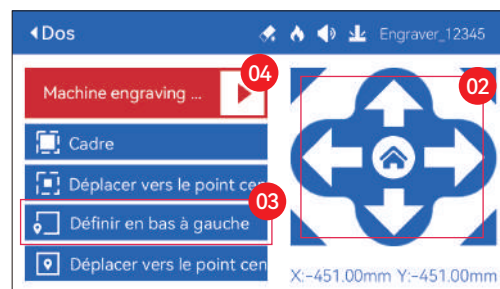 Dos
Engraver_12345
Machine engraving ...
04
02
Cadre
Déplacer vers le point cen
03
Définir en bas à gauche
Déplacer vers le point cen
X:-451.00mm Y:-451.00mm